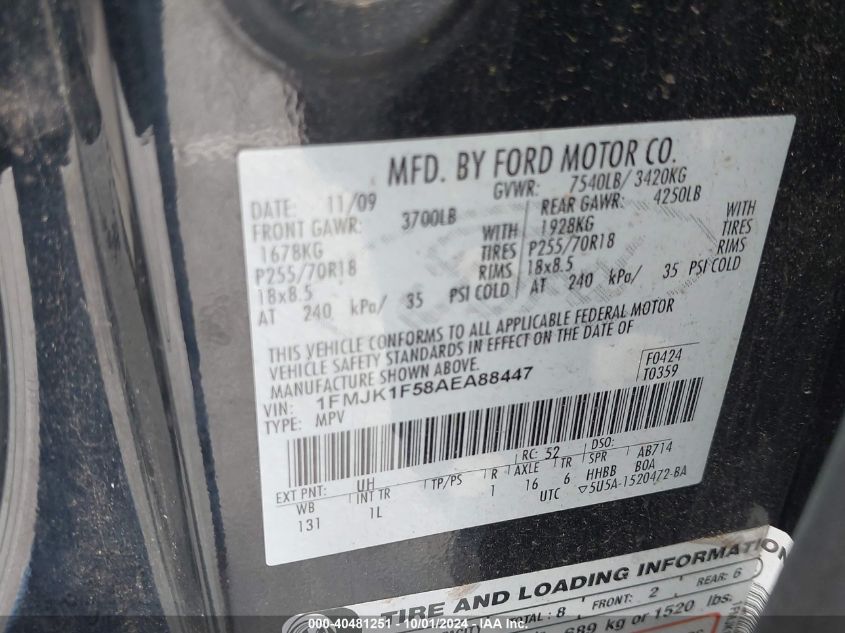 MFD. BY FORD MOTOR CO.
DATE: 11/09 GVWR: 7540LB/ 3420KG
FRONT GAWR: 3700LB REAR GAWR: 4250LB
1678KG WITH 1928KG WITH
P255/70R18 TIRES P255/70R18 TIRES
18x8.5 RIMS 18x8.5 RIMS
AT 240 kPa/ 35 PSI COLD AT 240 kPa/ 35 PSI COLD
THIS VEHICLE CONFORMS TO ALL APPLICABLE FEDERAL MOTOR
VEHICLE SAFETY STANDARDS IN EFFECT ON THE DATE OF
MANUFACTURE SHOWN ABOVE.
VIN: 1FMJK1F58AEA88447 F0424
TYPE: MPV T0359
EXT PNT: UH RC: 52 DSO:
WB INT TR TP/PS R AXLE TR SPR AB714
131 1L 1 16 6 HHBB BOA
UTC ▽5U5A-1520472-BA
TIRE AND LOADING INFORMATION
TOTAL: 8 FRONT: 2 REAR: 6
689 kg or 1520 lbs.
------40481251 - 10/01/2024 - IAA Inc.------